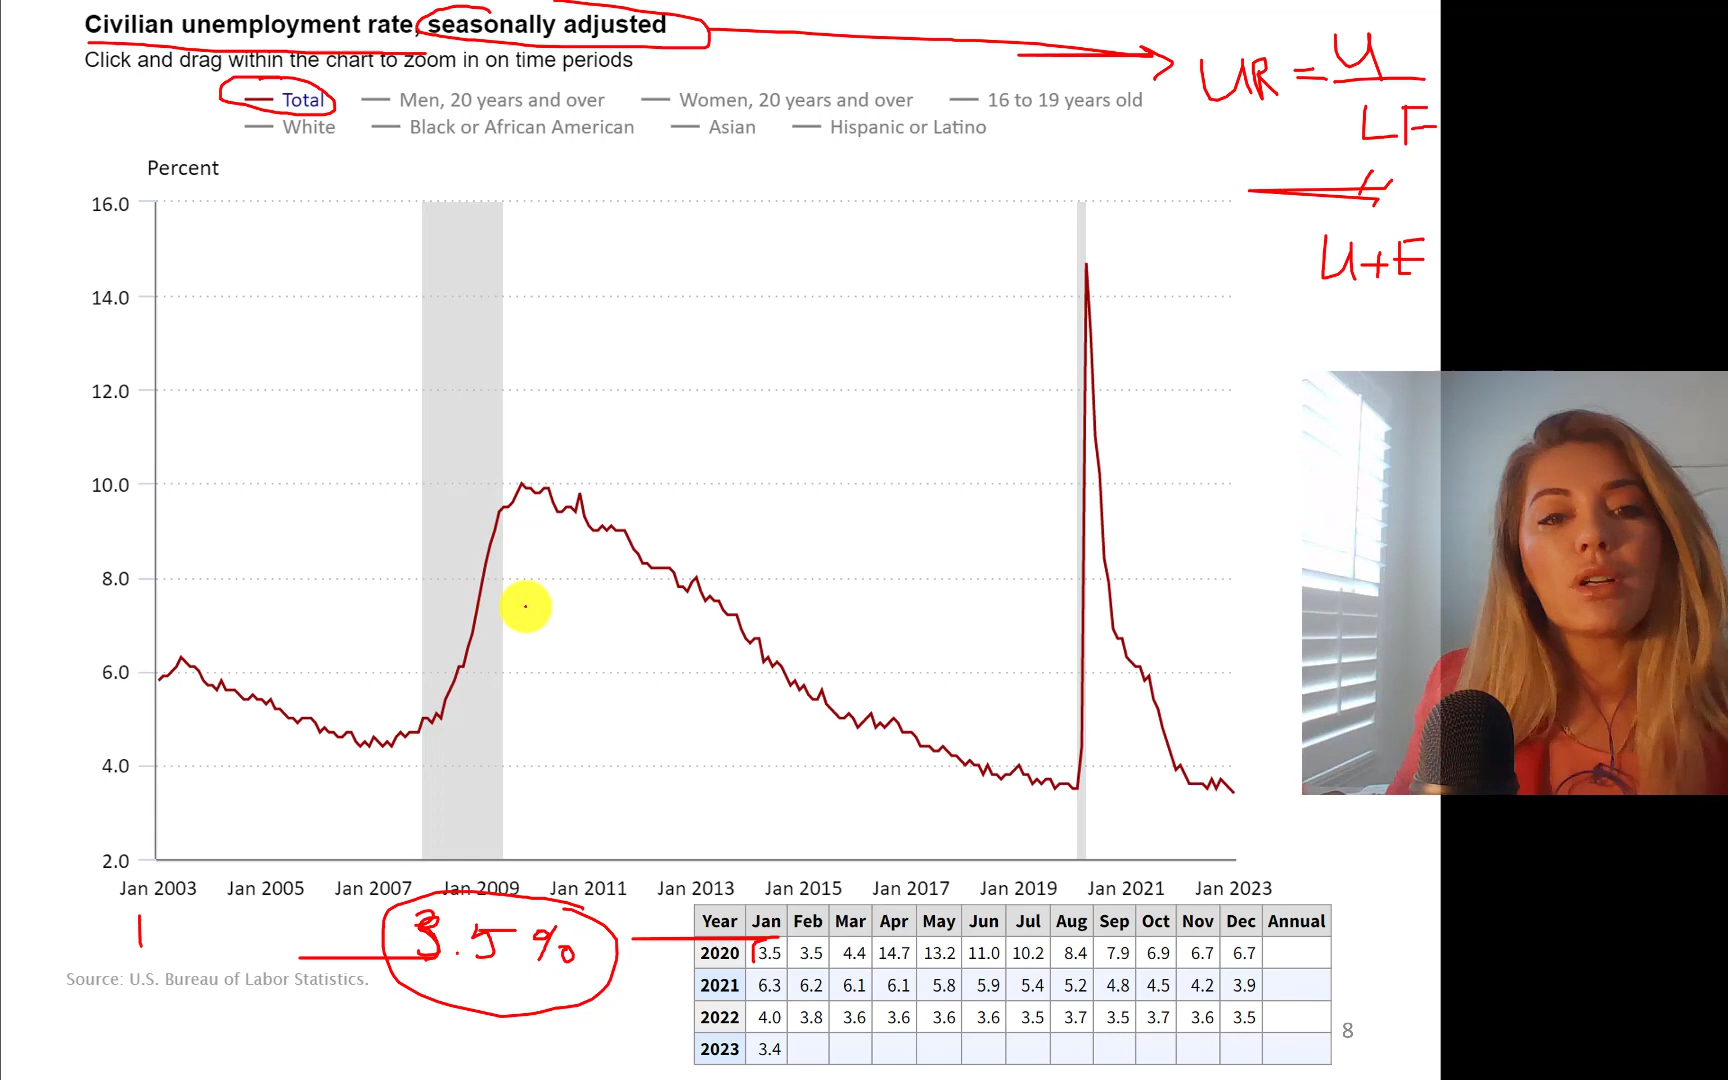 Civilian unemployment rate, seasonally adjusted
Click and drag within the chart to zoom in on time periods
Total Men, 20 years and over Women, 20 years and over 16 to 19 years old
White Black or African American Asian Hispanic or Latino
UR = U
LF
U+E
Percent
16.0
14.0
12.0
10.0
8.0
6.0
4.0
2.0
Jan 2003 Jan 2005 Jan 2007 Jan 2009 Jan 2011 Jan 2013 Jan 2015 Jan 2017 Jan 2019 Jan 2021 Jan 2023
3.5%
Source: U.S. Bureau of Labor Statistics.
Year Jan Feb Mar Apr May Jun Jul Aug Sep Oct Nov Dec Annual
2020 3.5 3.5 4.4 14.7 13.2 11.0 10.2 8.4 7.9 6.9 6.7 6.7
2021 6.3 6.2 6.1 6.1 5.8 5.9 5.4 5.2 4.8 4.5 4.2 3.9
2022 4.0 3.8 3.6 3.6 3.6 3.6 3.5 3.7 3.5 3.7 3.6 3.5
2023 3.4
8